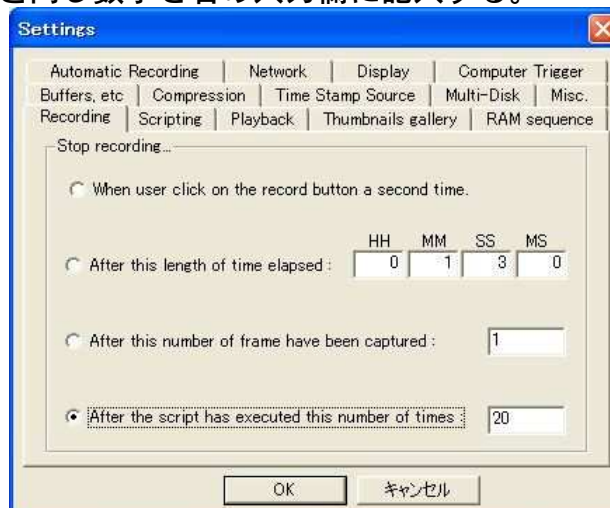 と同じ数字を右の入力欄に記入する。
Settings
Automatic Recording Network Display Computer Trigger
Buffers, etc Compression Time Stamp Source Multi-Disk Misc.
Recording Scripting Playback Thumbnails gallery RAM sequence
Stop recording...
When user click on the record button a second time.
HH MM SS MS
After this length of time elapsed : 0 1 3 0
After this number of frame have been captured : 1
After the script has executed this number of times : 20
OK キャンセル